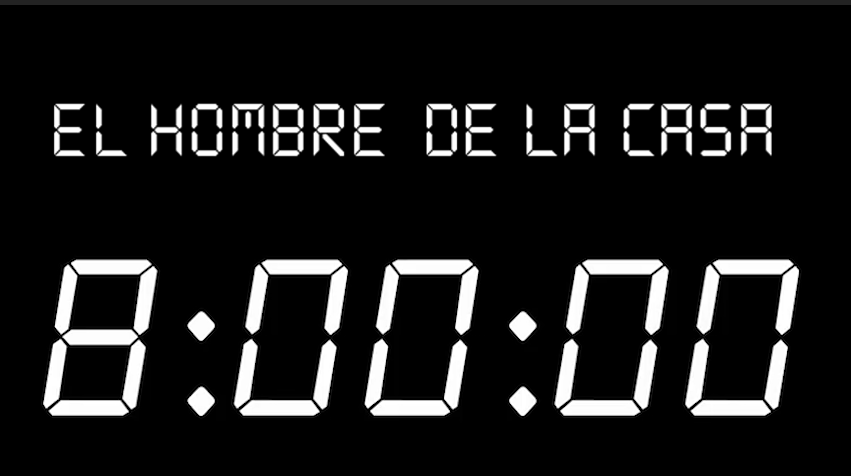 EL HOMBRE DE LA CASA
8:00:00